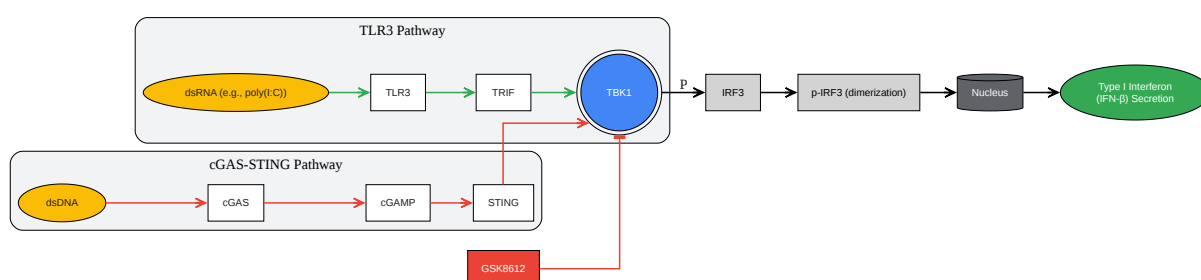 TLR3 Pathway
dsRNA (e.g., poly(I:C))
TLR3
TRIF
TBK1
P
IRF3
p-IRF3 (dimerization)
Nucleus
Type I Interferon
(IFN-β) Secretion
cGAS-STING Pathway
dsDNA
cGAS
cGAMP
STING
GSK8612